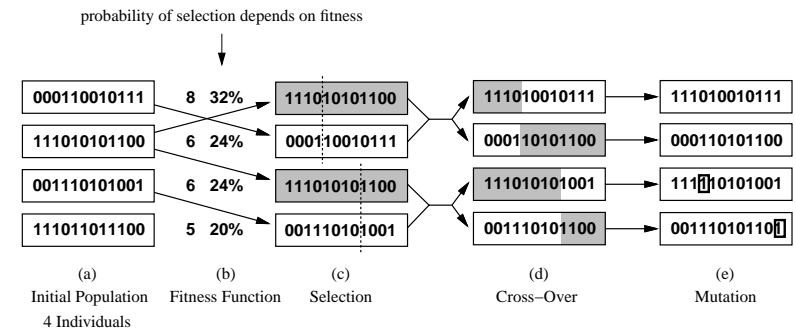 probability of selection depends on fitness
000110010111 8 32% 111010101100 111010010111 111010010111
111010101100 6 24% 000110010111 000110101100 000110101100
001110101001 6 24% 111010101100 111010101001 111110101001
111011011100 5 20% 001110101001 001110101100 001110101101
(a) (b) (c) (d) (e)
Initial Population Fitness Function Selection Cross−Over Mutation
4 Individuals